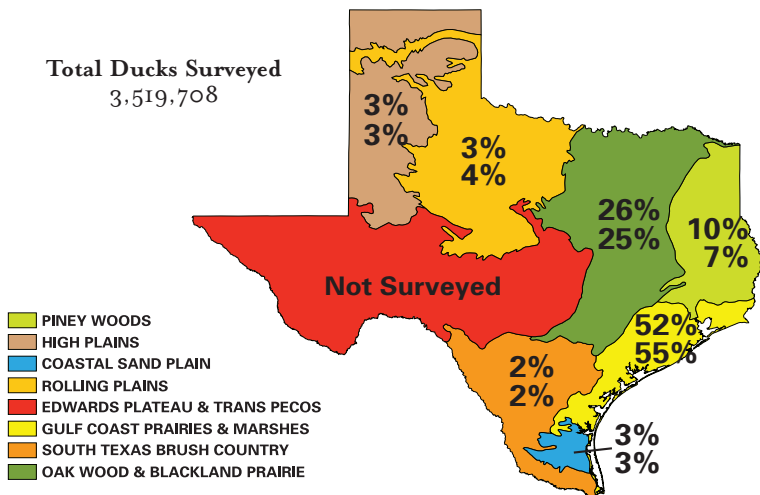 Total Ducks Surveyed
3,519,708
3%
3%
3%
4%
26%
25%
10%
7%
Not Surveyed
52%
55%
2%
2%
3%
3%
PINEY WOODS
HIGH PLAINS
COASTAL SAND PLAIN
ROLLING PLAINS
EDWARDS PLATEAU & TRANS PECOS
GULF COAST PRAIRIES & MARSHES
SOUTH TEXAS BRUSH COUNTRY
OAK WOOD & BLACKLAND PRAIRIE